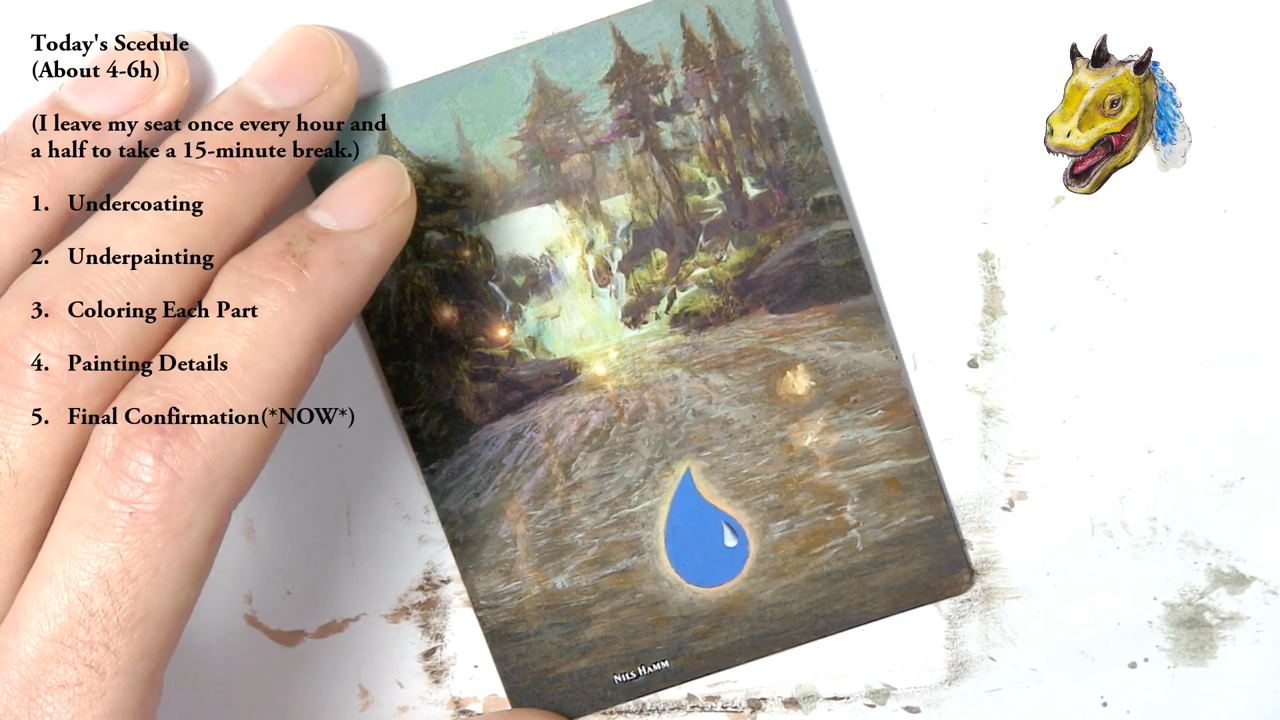 Today's Scedule
(About 4-6h)
(I leave my seat once every hour and
a half to take a 15-minute break.)
1. Undercoating
2. Underpainting
3. Coloring Each Part
4. Painting Details
5. Final Confirmation(*NOW*)
NILS HAMM